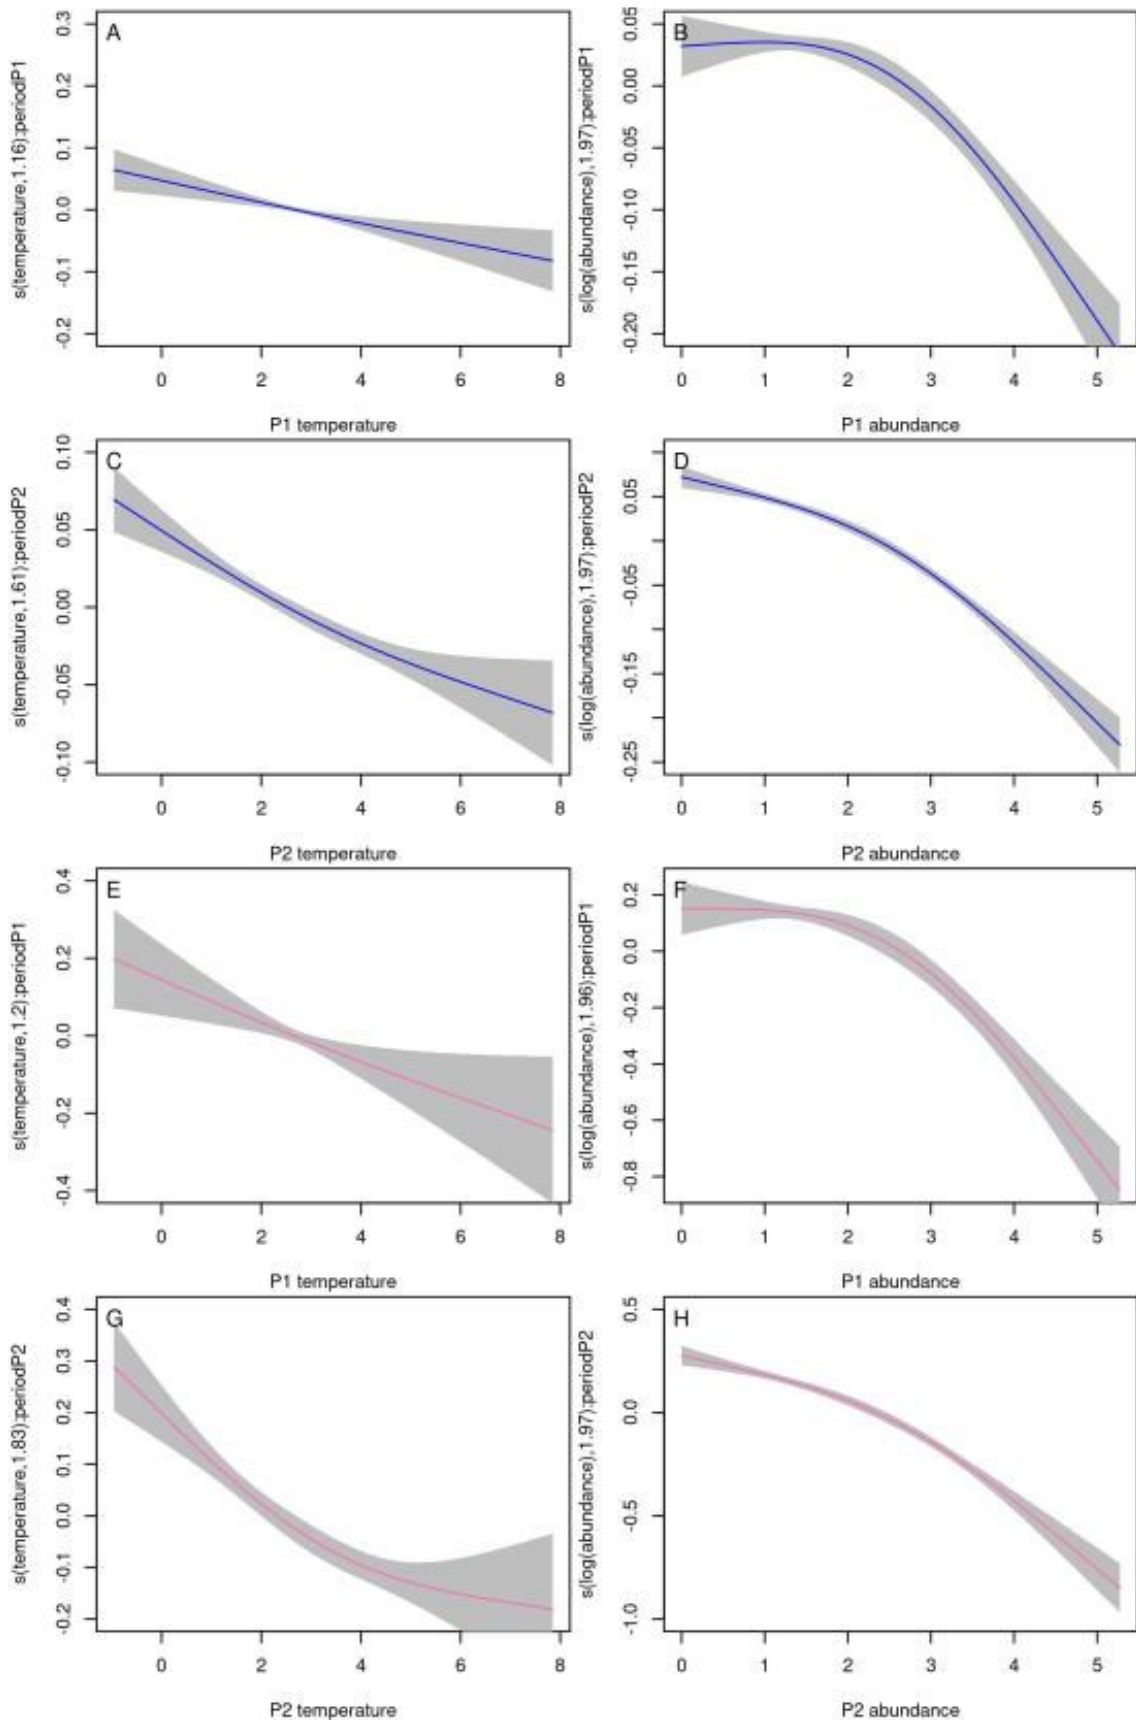 A
s(temperature,1.16):periodP1
0.3
0.2
0.1
0.0
-0.1
-0.2
0 2 4 6 8
P1 temperature
B
s(log(abundance),1.97):periodP1
0.05
0.00
-0.05
-0.10
-0.15
-0.20
0 1 2 3 4 5
P1 abundance
C
s(temperature,1.61):periodP2
0.10
0.05
0.00
-0.05
-0.10
0 2 4 6 8
P2 temperature
D
s(log(abundance),1.97):periodP2
0.05
-0.05
-0.15
-0.25
0 1 2 3 4 5
P2 abundance
E
s(temperature,1.2):periodP1
0.4
0.2
0.0
-0.2
-0.4
0 2 4 6 8
P1 temperature
F
s(log(abundance),1.96):periodP1
0.2
0.0
-0.2
-0.4
-0.6
-0.8
0 1 2 3 4 5
P1 abundance
G
s(temperature,1.83):periodP2
0.4
0.3
0.2
0.1
0.0
-0.1
-0.2
0 2 4 6 8
P2 temperature
H
s(log(abundance),1.97):periodP2
0.5
0.0
-0.5
-1.0
0 1 2 3 4 5
P2 abundance